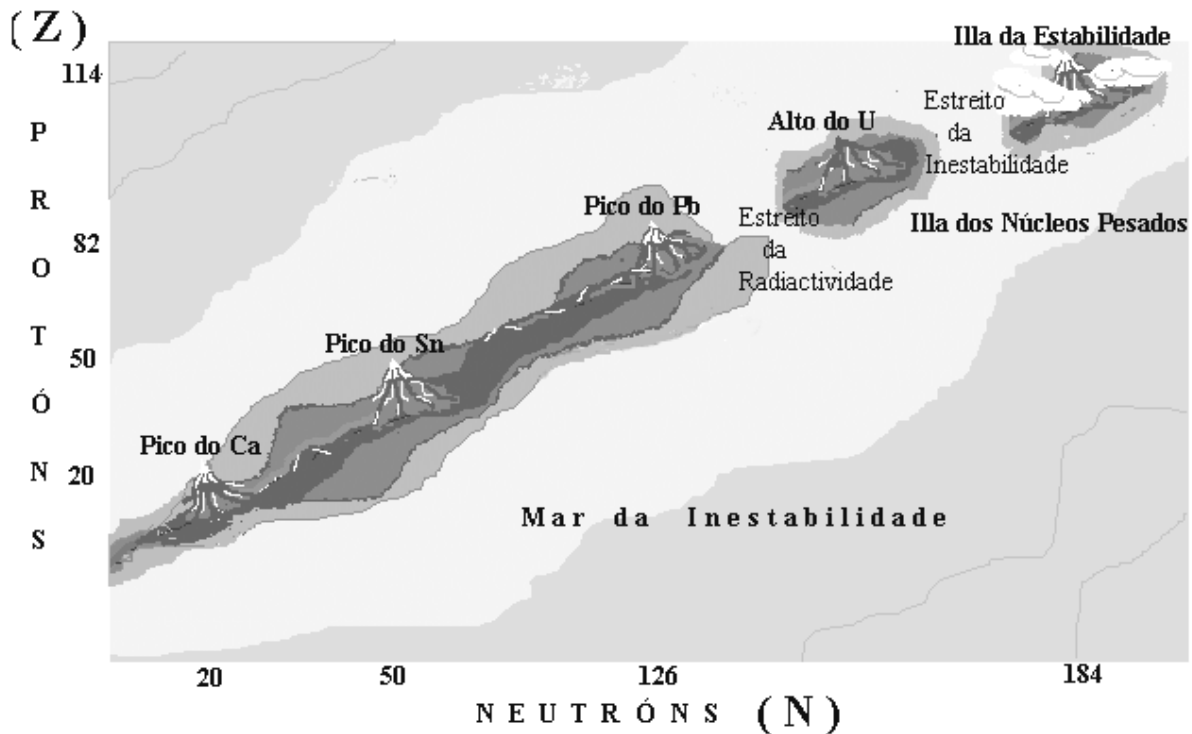 (Z)
114
82
50
20
P
R
O
T
Ó
N
S
Illa da Estabilidade
Alto do U
Estreito
da
Inestabilidade
Illa dos Núcleos Pesados
Pico do Pb
Estreito
da
Radiactividade
Pico do Sn
Pico do Ca
Mar da Inestabilidade
20 50 126 184
NEUTRÓNS (N)